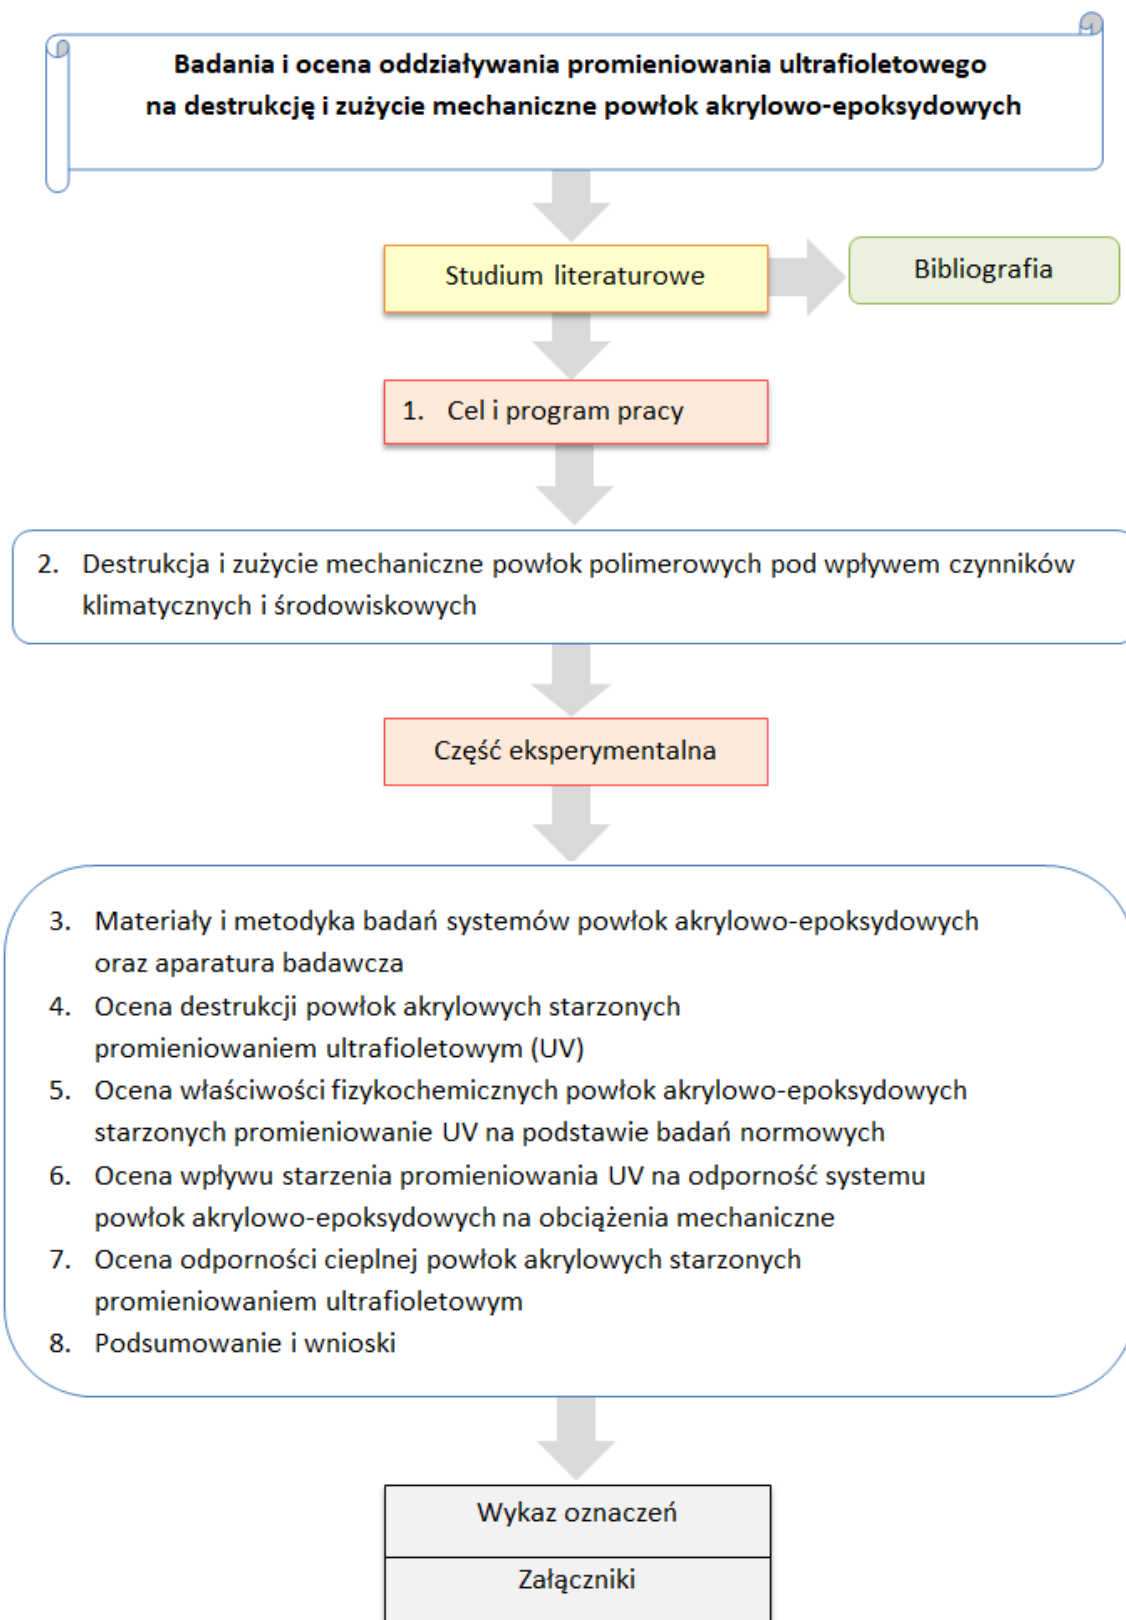 Badania i ocena oddziaływania promieniowania ultrafioletowego
na destrukcję i zużycie mechaniczne powłok akrylowo-epoksydowych
Studium literaturowe
Bibliografia
1. Cel i program pracy
2. Destrukcja i zużycie mechaniczne powłok polimerowych pod wpływem czynników
klimatycznych i środowiskowych
Część eksperymentalna
3. Materiały i metodyka badań systemów powłok akrylowo-epoksydowych
oraz aparatura badawcza
4. Ocena destrukcji powłok akrylowych starzonych
promieniowaniem ultrafioletowym (UV)
5. Ocena właściwości fizykochemicznych powłok akrylowo-epoksydowych
starzonych promieniowanie UV na podstawie badań normowych
6. Ocena wpływu starzenia promieniowania UV na odporność systemu
powłok akrylowo-epoksydowych na obciążenia mechaniczne
7. Ocena odporności cieplnej powłok akrylowych starzonych
promieniowaniem ultrafioletowym
8. Podsumowanie i wnioski
Wykaz oznaczeń
Załączniki